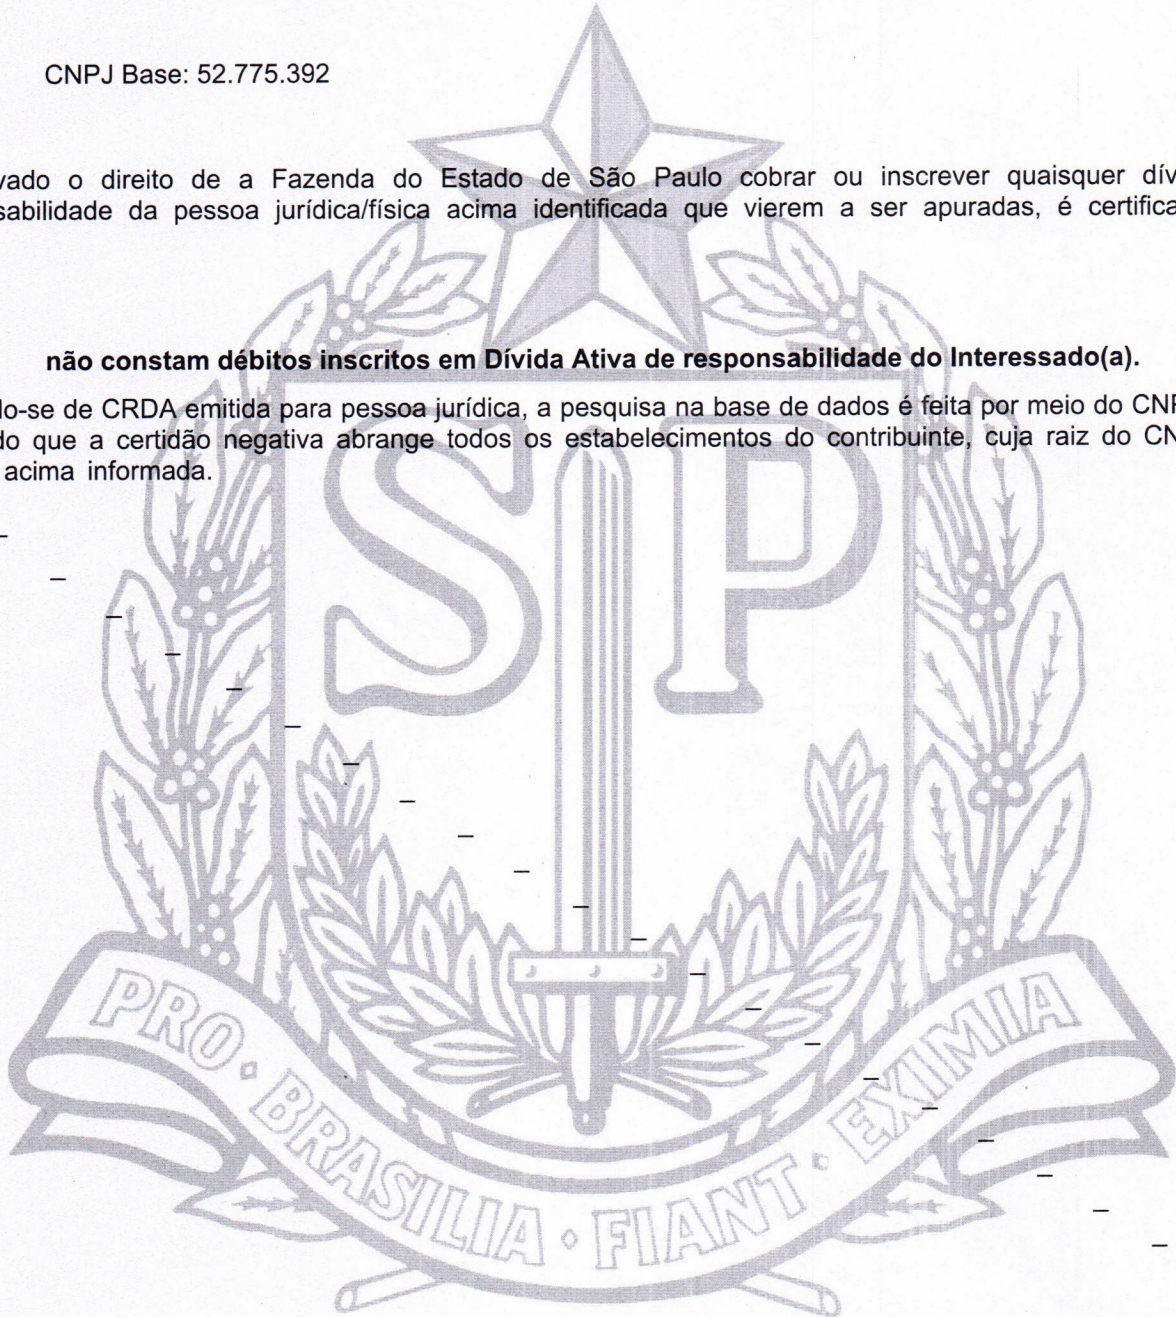 CNPJ Base: 52.775.392
vado o direito de a Fazenda do Estado de São Paulo cobrar ou inscrever quaisquer dív
sabilidade da pessoa jurídica/física acima identificada que vierem a ser apuradas, é certifica
não constam débitos inscritos em Dívida Ativa de responsabilidade do Interessado(a).
do-se de CRDA emitida para pessoa jurídica, a pesquisa na base de dados é feita por meio do CNP
do que a certidão negativa abrange todos os estabelecimentos do contribuinte, cuja raiz do CN
acima informada.
SP
PRO · BRASILIA · FIANT · EXIMIA